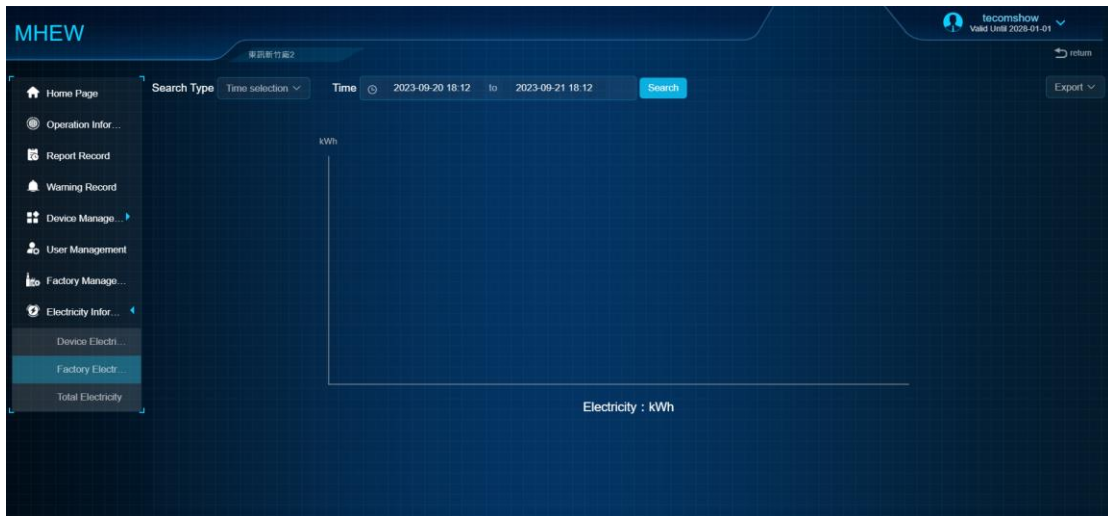 MHEW
tecomshow
Valid Until 2028-01-01
東訊新竹廠2
return
Home Page
Search Type Time selection Time 2023-09-20 18:12 to 2023-09-21 18:12 Search Export
Operation Infor...
kWh
Report Record
Warning Record
Device Manage...
User Management
Factory Manage...
Electricity Infor...
Device Electri...
Factory Electr...
Total Electricity
Electricity：kWh